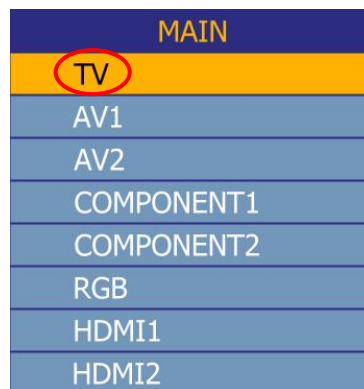 MAIN
TV
AV1
AV2
COMPONENT1
COMPONENT2
RGB
HDMI1
HDMI2